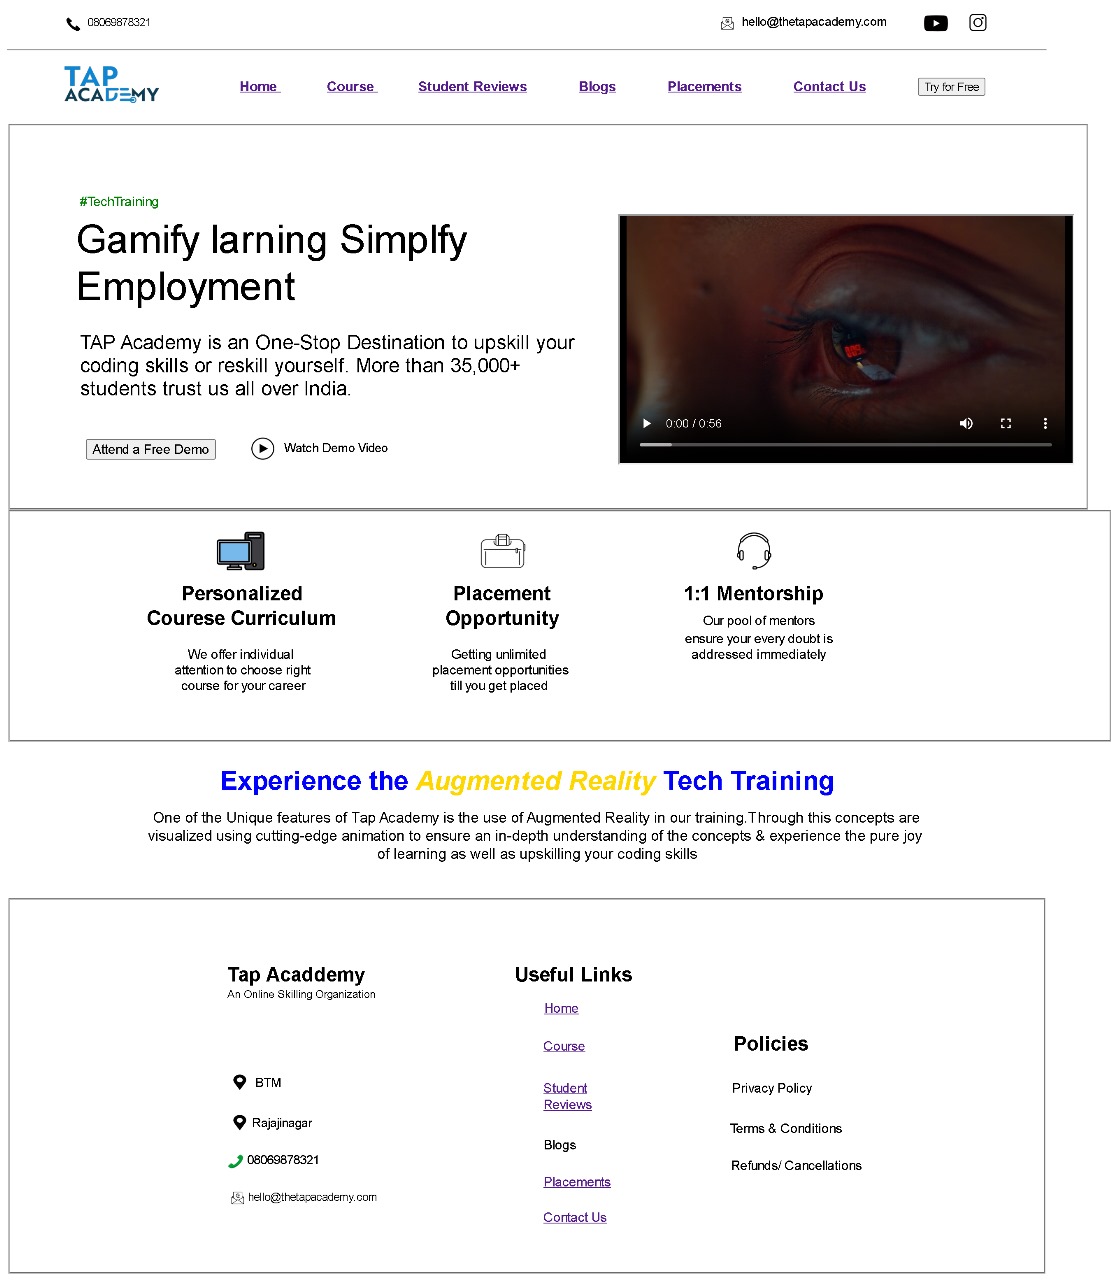 08069878321
hello@thetapacademy.com
TAP
ACADEMY
Home
Course
Student Reviews
Blogs
Placements
Contact Us
Try for Free
#TechTraining
Gamify larning Simplfy
Employment
TAP Academy is an One-Stop Destination to upskill your
coding skills or reskill yourself. More than 35,000+
students trust us all over India.
Attend a Free Demo
Watch Demo Video
0:00 / 0:56
Personalized
Courese Curriculum
We offer individual
attention to choose right
course for your career
Placement
Opportunity
Getting unlimited
placement opportunities
till you get placed
1:1 Mentorship
Our pool of mentors
ensure your every doubt is
addressed immediately
Experience the Augmented Reality Tech Training
One of the Unique features of Tap Academy is the use of Augmented Reality in our training.Through this concepts are
visualized using cutting-edge animation to ensure an in-depth understanding of the concepts & experience the pure joy
of learning as well as upskilling your coding skills
Tap Acaddemy
An Online Skilling Organization
BTM
Rajajinagar
08069878321
hello@thetapacademy.com
Useful Links
Home
Course
Student
Reviews
Blogs
Placements
Contact Us
Policies
Privacy Policy
Terms & Conditions
Refunds/ Cancellations